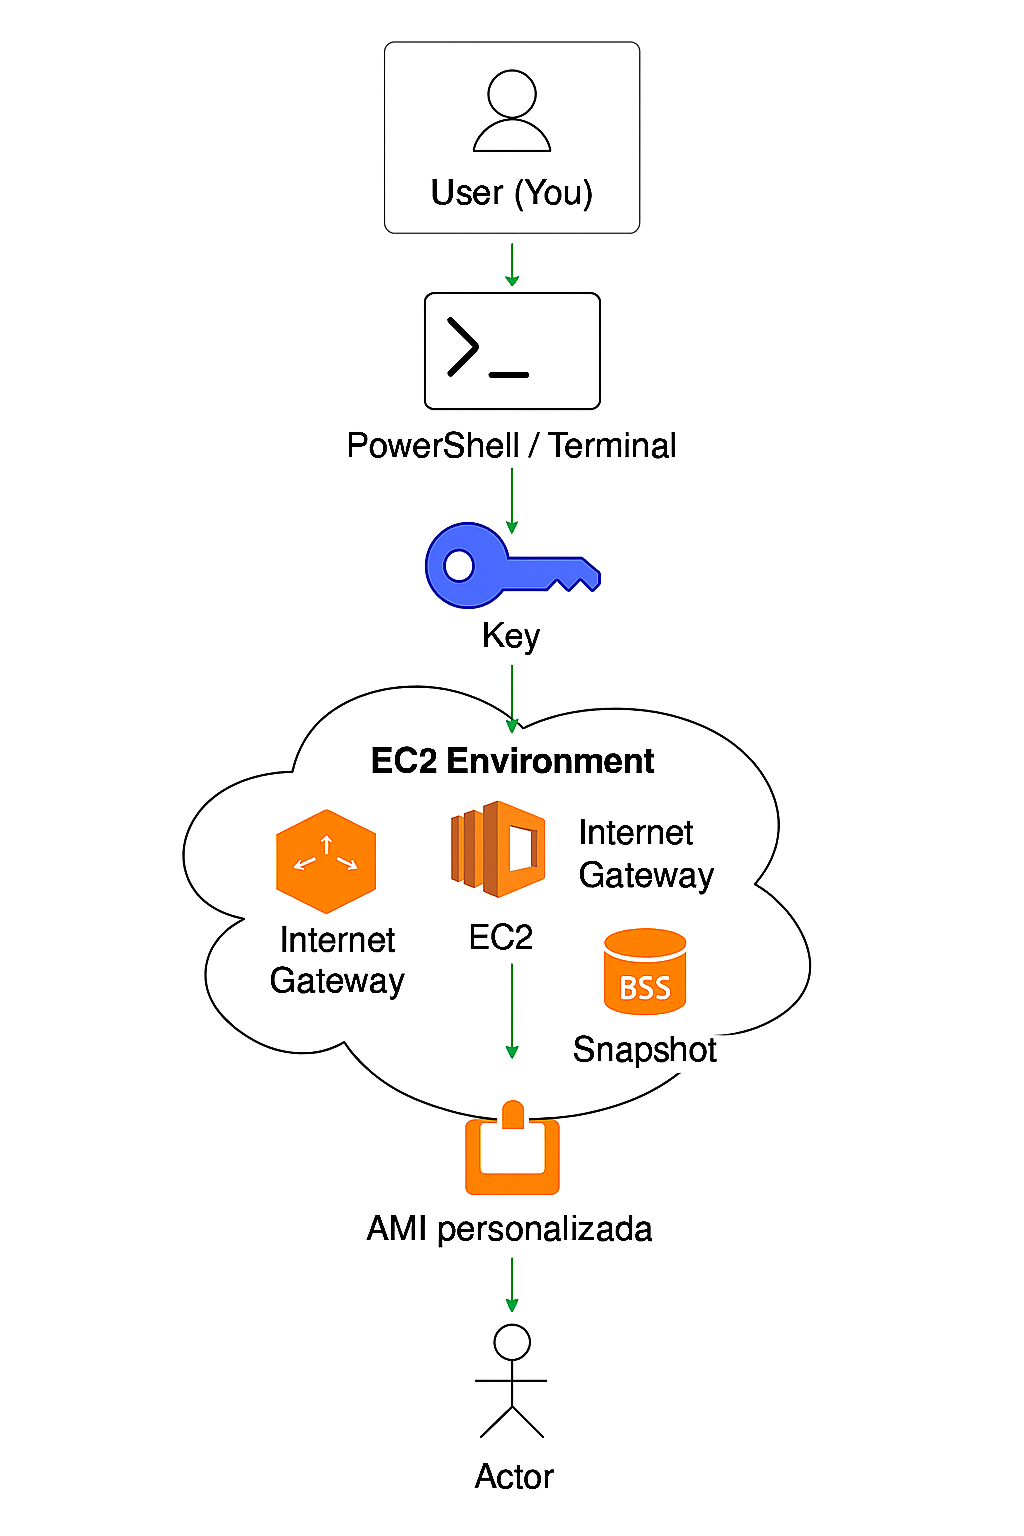 User (You)
PowerShell / Terminal
Key
EC2 Environment
Internet
Gateway
EC2
Internet
Gateway
BSS
Snapshot
AMI personalizada
Actor